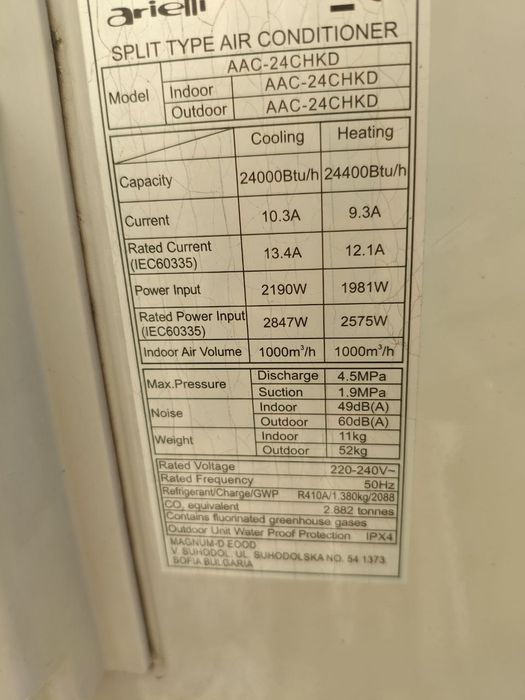 arielli
SPLIT TYPE AIR CONDITIONER
Model AAC-24CHKD
Indoor AAC-24CHKD
Outdoor AAC-24CHKD
Cooling Heating
Capacity 24000Btu/h 24400Btu/h
Current 10.3A 9.3A
Rated Current
(IEC60335) 13.4A 12.1A
Power Input 2190W 1981W
Rated Power Input
(IEC60335) 2847W 2575W
Indoor Air Volume 1000m³/h 1000m³/h
Max.Pressure Discharge 4.5MPa
Suction 1.9MPa
Noise Indoor 49dB(A)
Outdoor 60dB(A)
Weight Indoor 11kg
Outdoor 52kg
Rated Voltage 220-240V~
Rated Frequency 50Hz
Refrigerant/Charge/GWP R410A/1.380kg/2088
CO₂ equivalent 2.882 tonnes
Contains fluorinated greenhouse gases
Outdoor Unit Water Proof Protection IPX4
MAGNUM-D EOOD
V. SUHODOL, UL. SUHODOLSKA NO. 54 1373
SOFIA BULGARIA